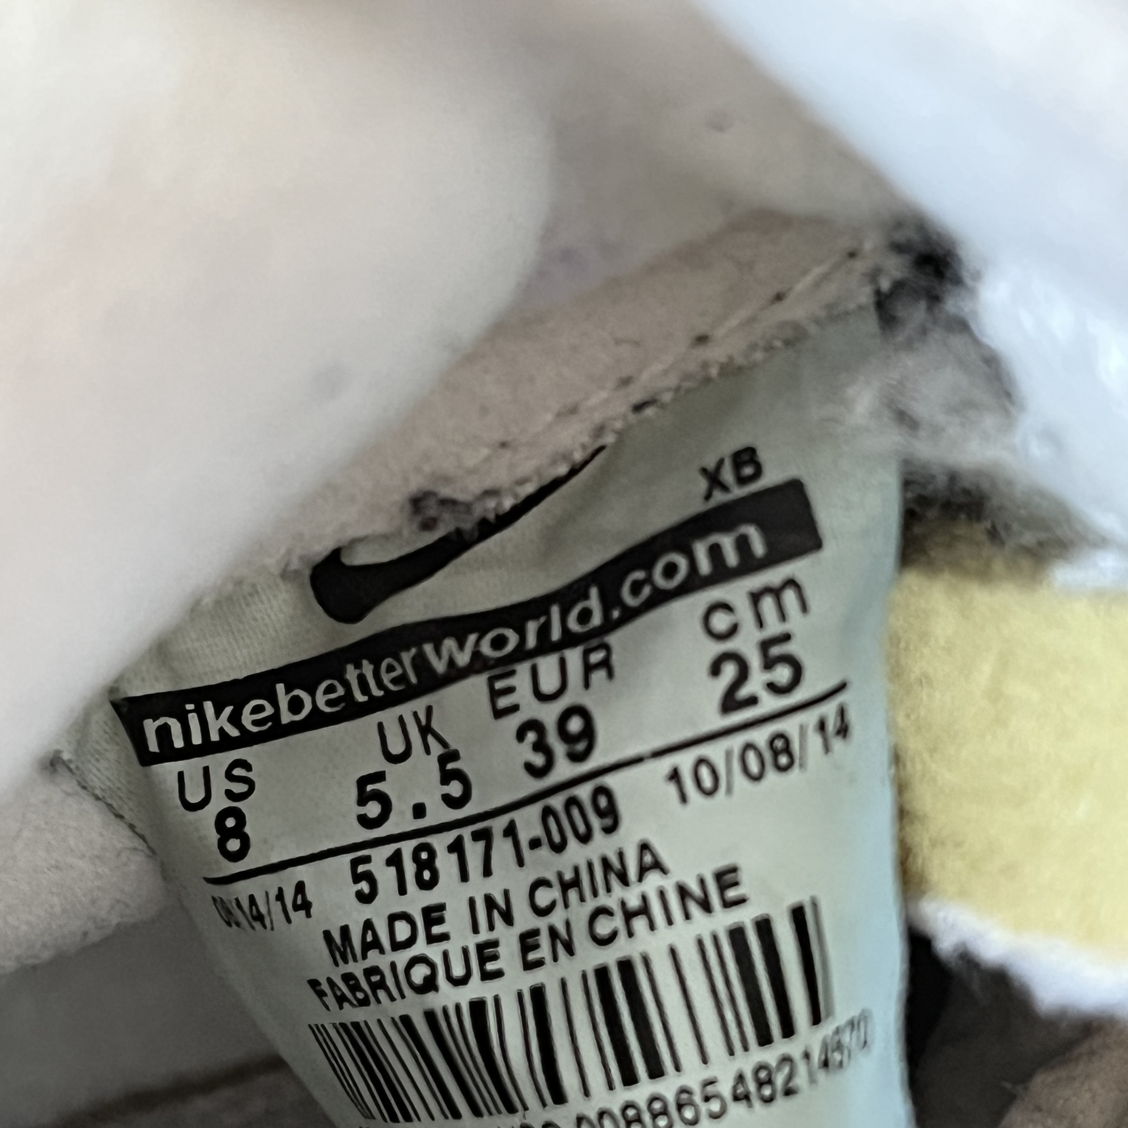 XB
nikebetterworld.com
US UK EUR cm
8 5.5 39 25
518171-009 10/08/14
MADE IN CHINA
FABRIQUE EN CHINE